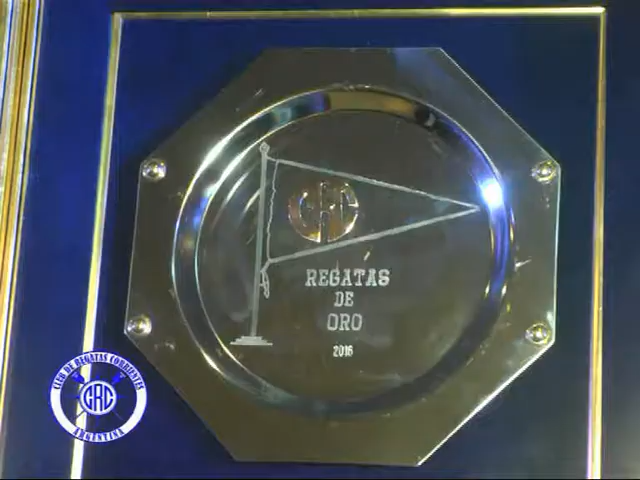 CRC
REGATAS
DE
ORO
2016
CLUB DE REGATAS CORRIENTES
CRC
ARGENTINA